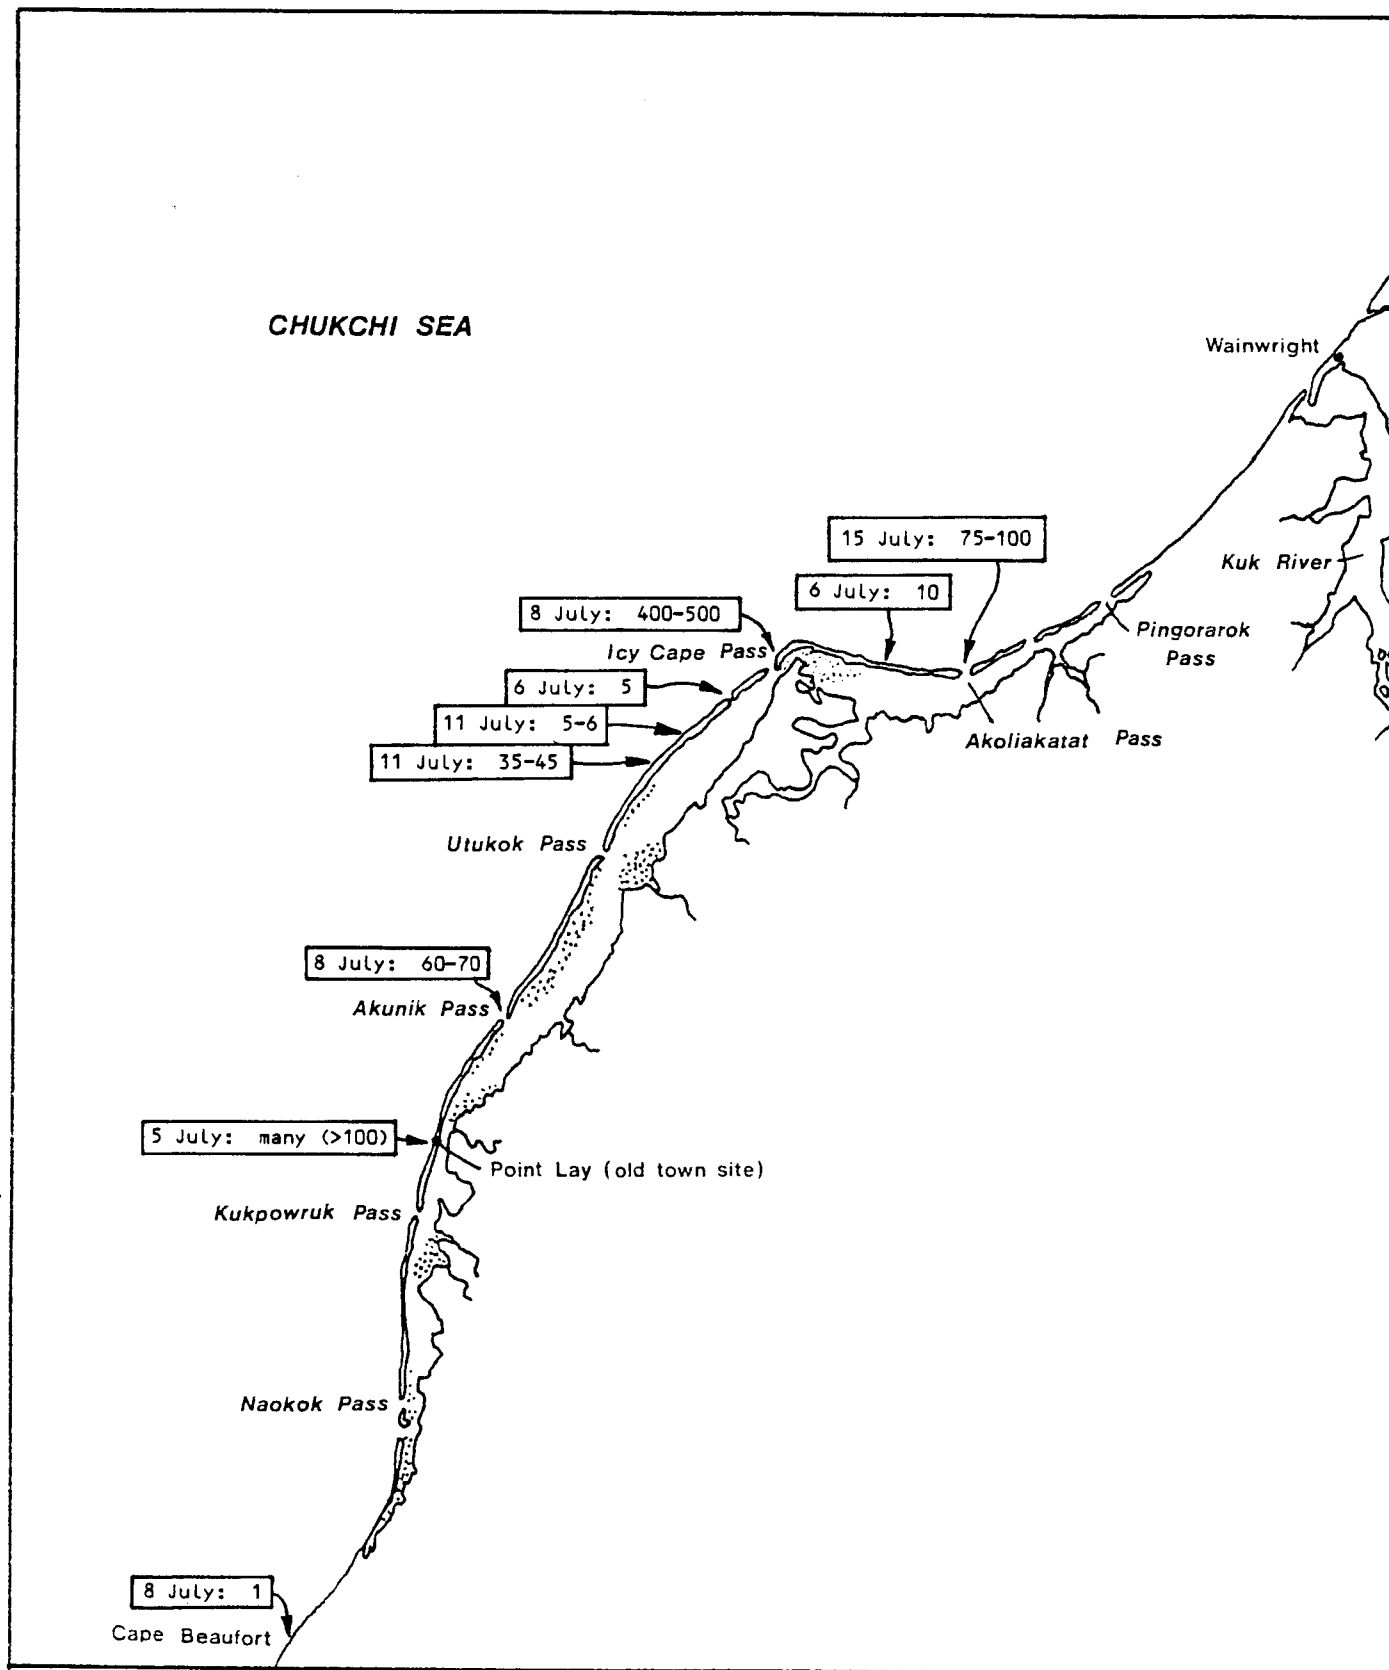 CHUKCHI SEA
Wainwright
15 July: 75-100
Kuk River
6 July: 10
8 July: 400-500
Pingorarok
Pass
Icy Cape Pass
6 July: 5
11 July: 5-6
Akoliakatat Pass
11 July: 35-45
Utukok Pass
8 July: 60-70
Akunik Pass
5 July: many (>100)
Point Lay (old town site)
Kukpowruk Pass
Naokok Pass
8 July: 1
Cape Beaufort